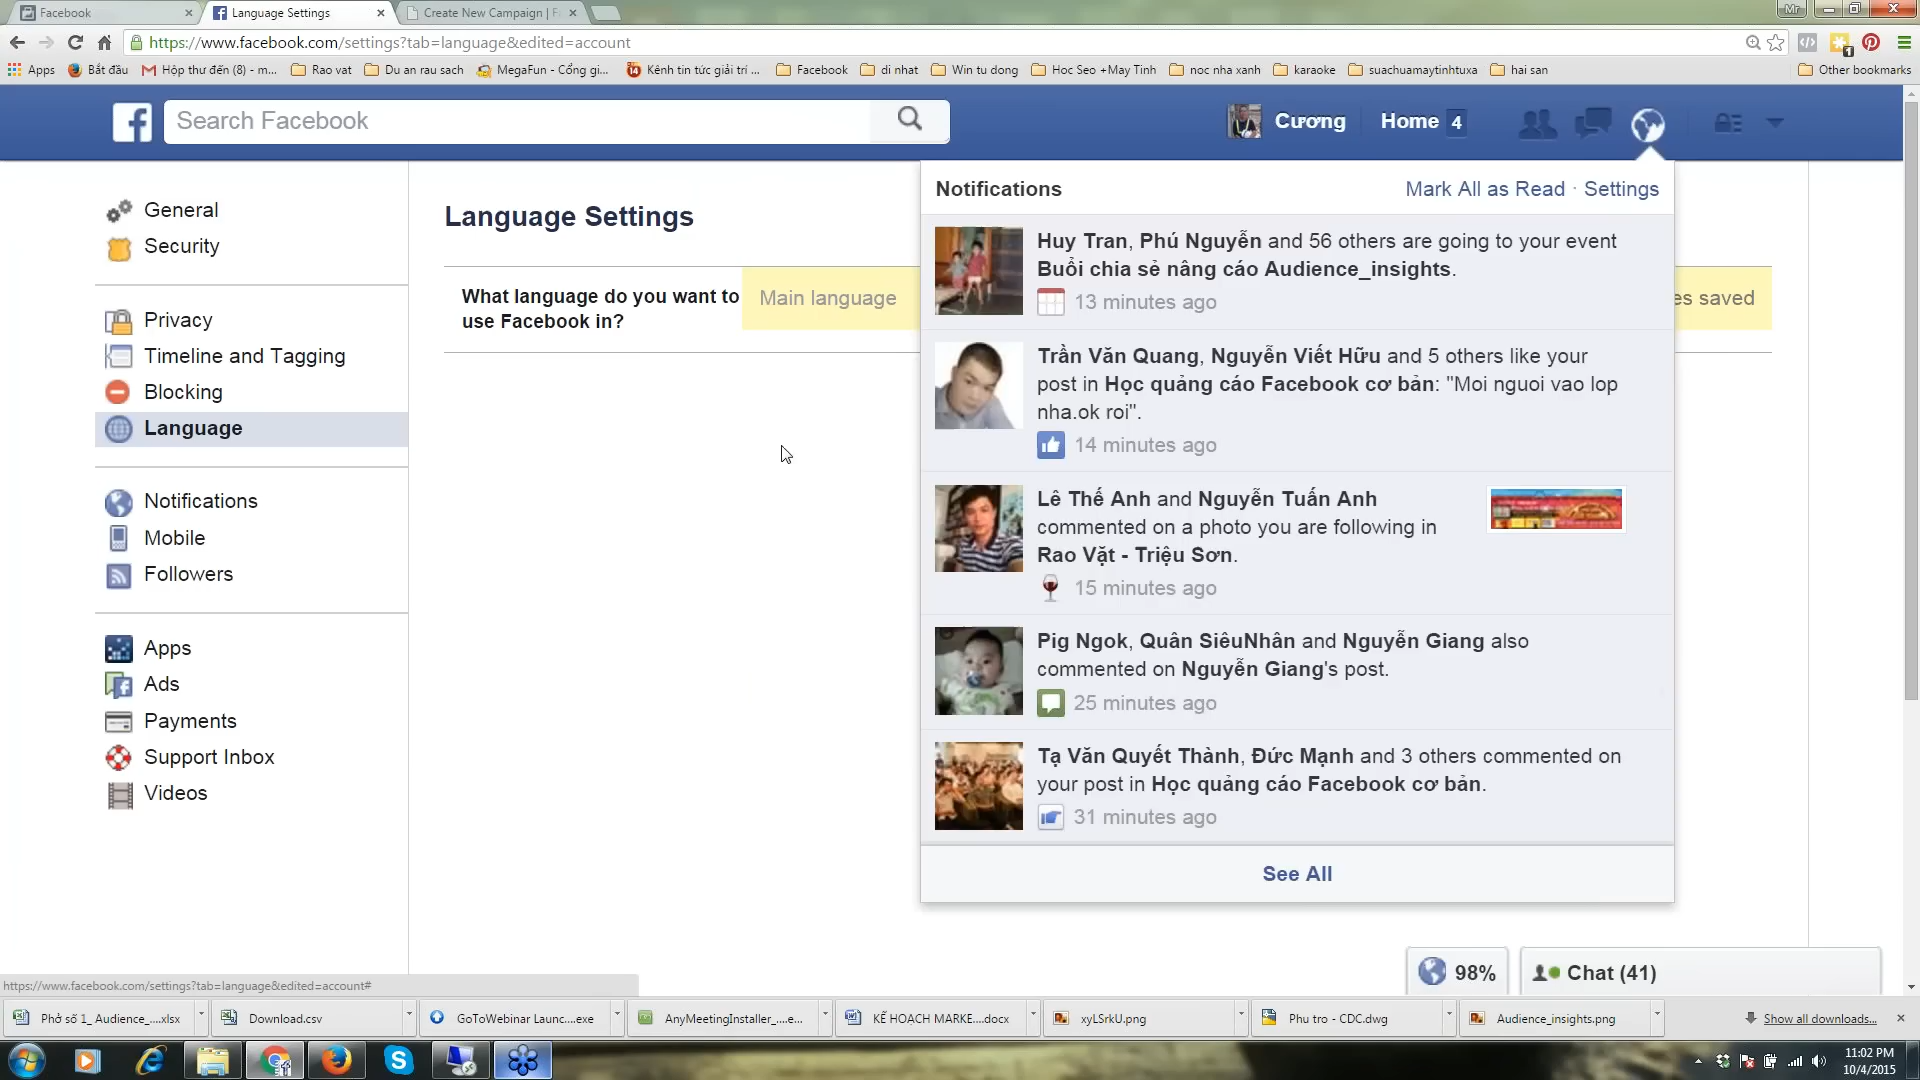 Facebook
Language Settings
Create New Campaign | F
Mr
https://www.facebook.com/settings?tab=language&edited=account
1
Apps
Bắt đầu
Hộp thư đến (8) - m...
Rao vat
Du an rau sach
MegaFun - Cổng gi...
Kênh tin tức giải trí ...
Facebook
di nhat
Win tu dong
Hoc Seo +May Tinh
noc nha xanh
karaoke
suachuamaytinhtuxa
hai san
Other bookmarks
Search Facebook
Cương
Home 4
General
Security
Privacy
Timeline and Tagging
Blocking
Language
Notifications
Mobile
Followers
Apps
Ads
Payments
Support Inbox
Videos
Language Settings
What language do you want to
use Facebook in?
Main language
es saved
Notifications
Mark All as Read · Settings
Huy Tran, Phú Nguyễn and 56 others are going to your event
Buổi chia sẻ nâng cáo Audience_insights.
13 minutes ago
Trần Văn Quang, Nguyễn Viết Hữu and 5 others like your
post in Học quảng cáo Facebook cơ bản: "Moi nguoi vao lop
nha.ok roi".
14 minutes ago
Lê Thế Anh and Nguyễn Tuấn Anh
commented on a photo you are following in
Rao Vặt - Triệu Sơn.
15 minutes ago
Pig Ngok, Quân SiêuNhân and Nguyễn Giang also
commented on Nguyễn Giang's post.
25 minutes ago
Tạ Văn Quyết Thành, Đức Mạnh and 3 others commented on
your post in Học quảng cáo Facebook cơ bản.
31 minutes ago
See All
98%
Chat (41)
https://www.facebook.com/settings?tab=language&edited=account#
Phở số 1_ Audience_....xlsx
Download.csv
GoToWebinar Launc....exe
AnyMeetingInstaller_....e...
KẾ HOẠCH MARKE....docx
xyLSrkU.png
Phu tro - CDC.dwg
Audience_insights.png
Show all downloads...
11:02 PM
10/4/2015